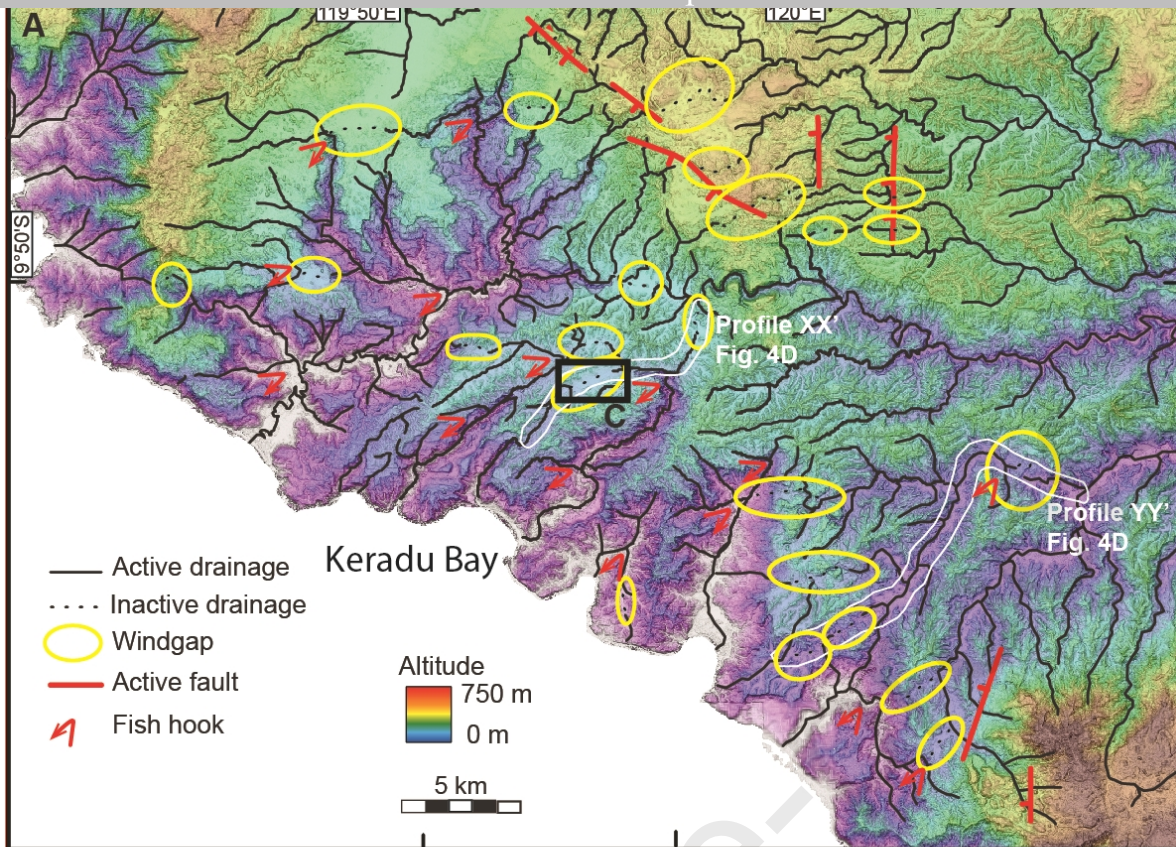 A
119°50'E
120°E
9°50'S
Profile XX'
Fig. 4D
C
Profile YY'
Fig. 4D
Keradu Bay
Active drainage
Inactive drainage
Windgap
Active fault
Fish hook
Altitude
750 m
0 m
5 km